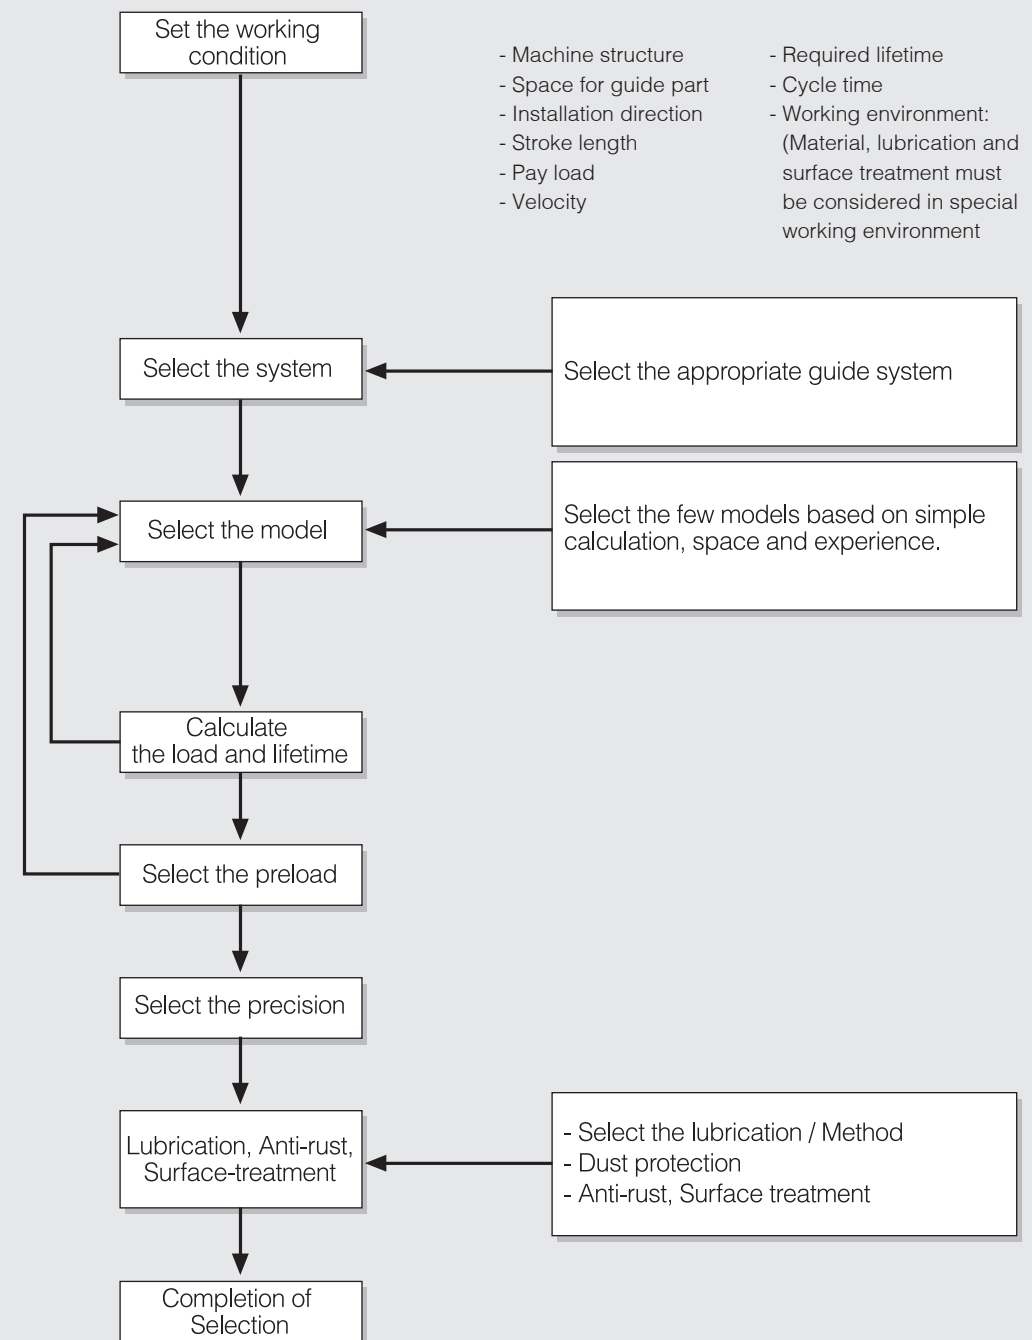 Set the working
condition
- Machine structure
- Space for guide part
- Installation direction
- Stroke length
- Pay load
- Velocity
- Required lifetime
- Cycle time
- Working environment:
(Material, lubrication and
surface treatment must
be considered in special
working environment
Select the system
Select the appropriate guide system
Select the model
Select the few models based on simple
calculation, space and experience.
Calculate
the load and lifetime
Select the preload
Select the precision
Lubrication, Anti-rust,
Surface-treatment
- Select the lubrication / Method
- Dust protection
- Anti-rust, Surface treatment
Completion of
Selection